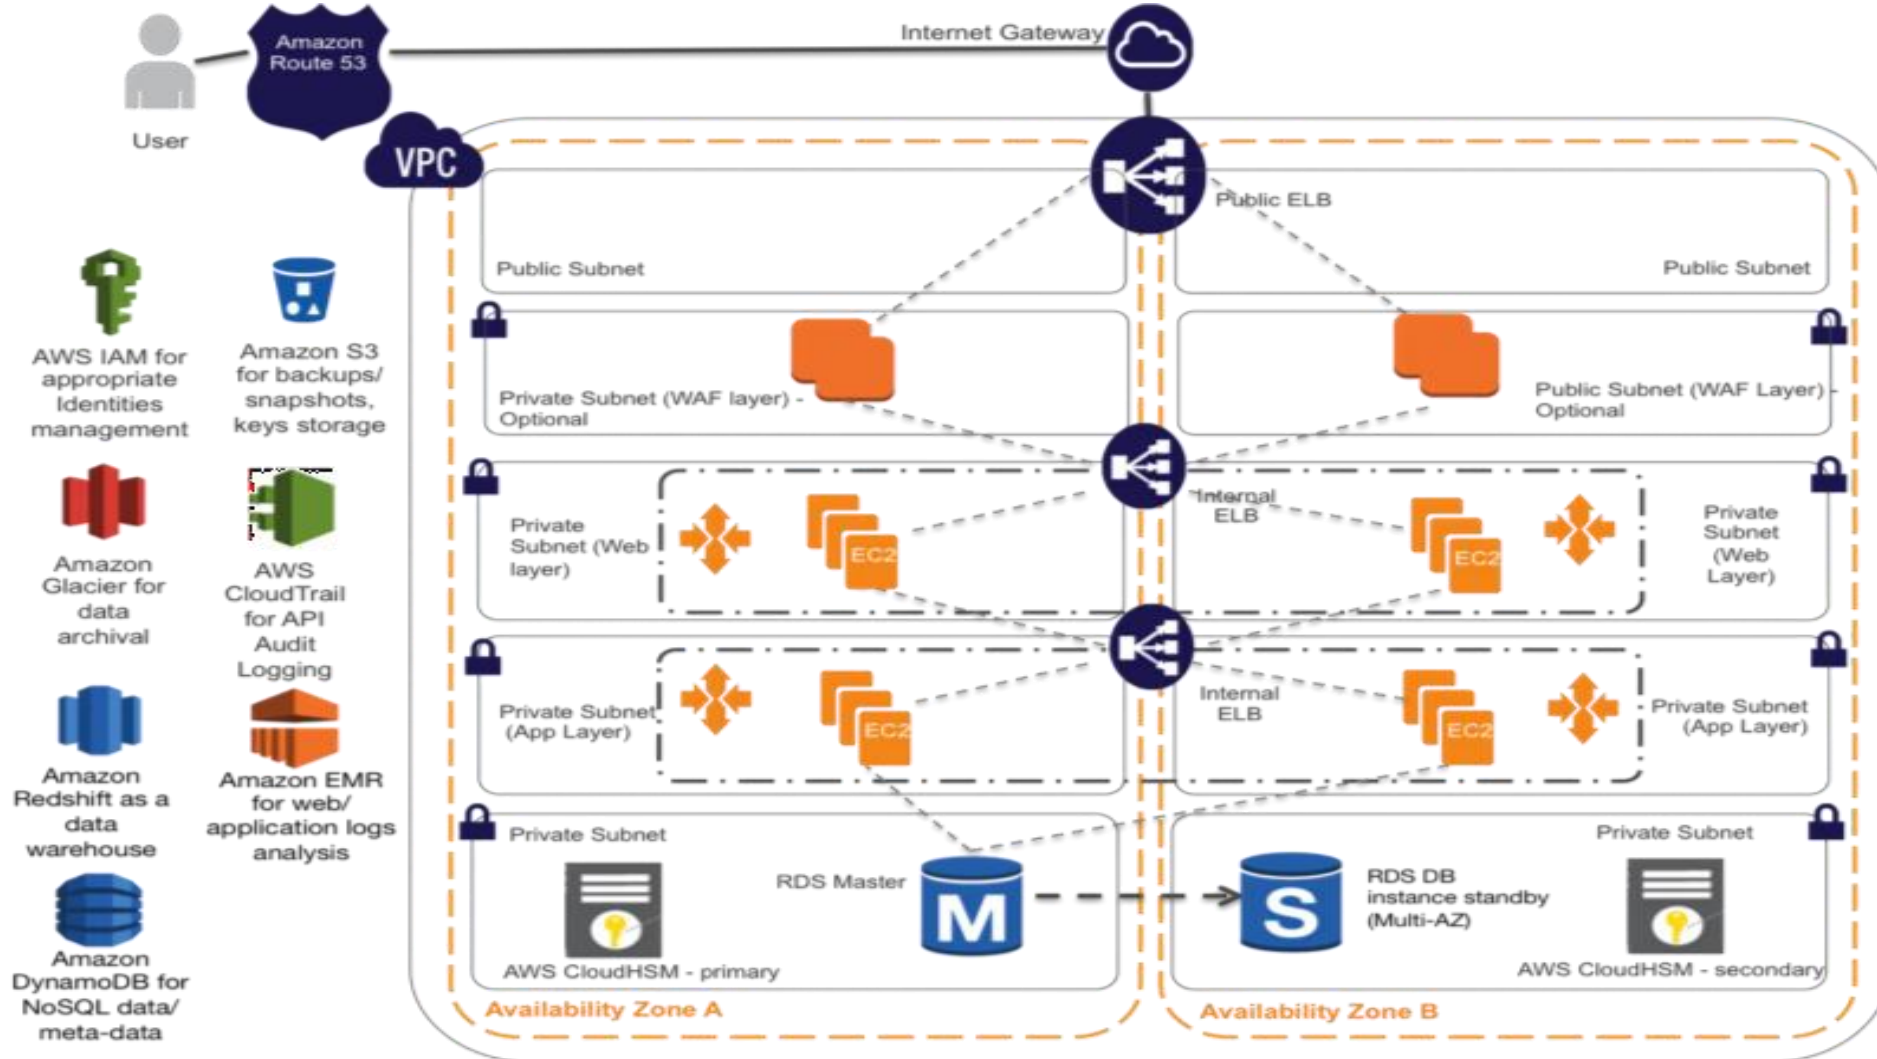 Amazon
Route 53
Internet Gateway
User
VPC
Public ELB
Public Subnet
Public Subnet
AWS IAM for
appropriate
Identities
management
Amazon S3
for backups/
snapshots,
keys storage
Private Subnet (WAF layer) -
Optional
Public Subnet (WAF Layer) -
Optional
Amazon
Glacier for
data
archival
AWS
CloudTrail
for API
Audit
Logging
Private
Subnet (Web
layer)
EC2
Internal
ELB
EC2
Private
Subnet
(Web
Layer)
Private Subnet
(App Layer)
EC2
Internal
ELB
EC2
Private Subnet
(App Layer)
Amazon
Redshift as a
data
warehouse
Amazon EMR
for web/
application logs
analysis
Private Subnet
RDS Master
M
AWS CloudHSM - primary
S
RDS DB
instance standby
(Multi-AZ)
Private Subnet
AWS CloudHSM - secondary
Amazon
DynamoDB for
NoSQL data/
meta-data
Availability Zone A
Availability Zone B